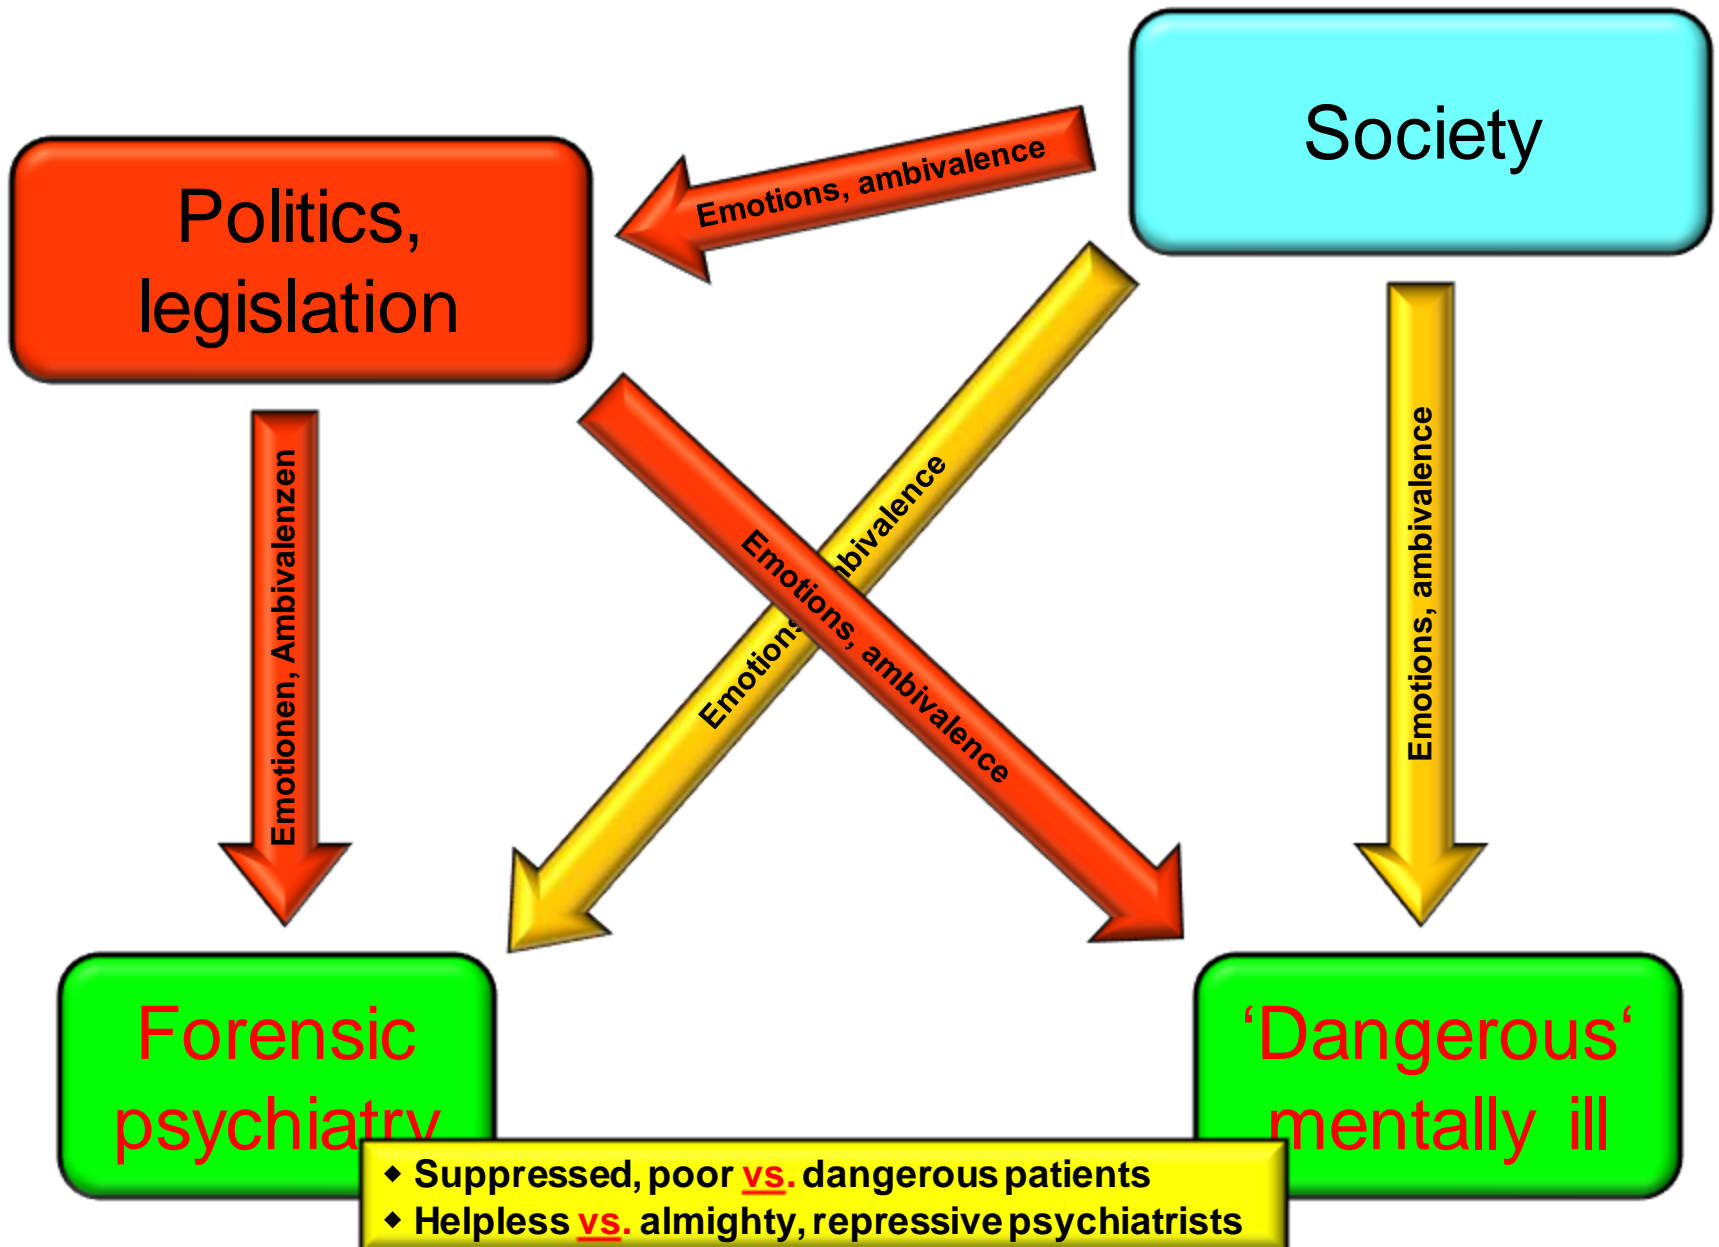 Society
Emotions, ambivalence
Politics,
legislation
Emotionen, Ambivalenzen
Emotions, ambivalence
Emotions
Emotions, ambivalence
Forensic
psychiatry
‘Dangerous‘
mentally ill
◆ Suppressed, poor vs. dangerous patients
◆ Helpless vs. almighty, repressive psychiatrists